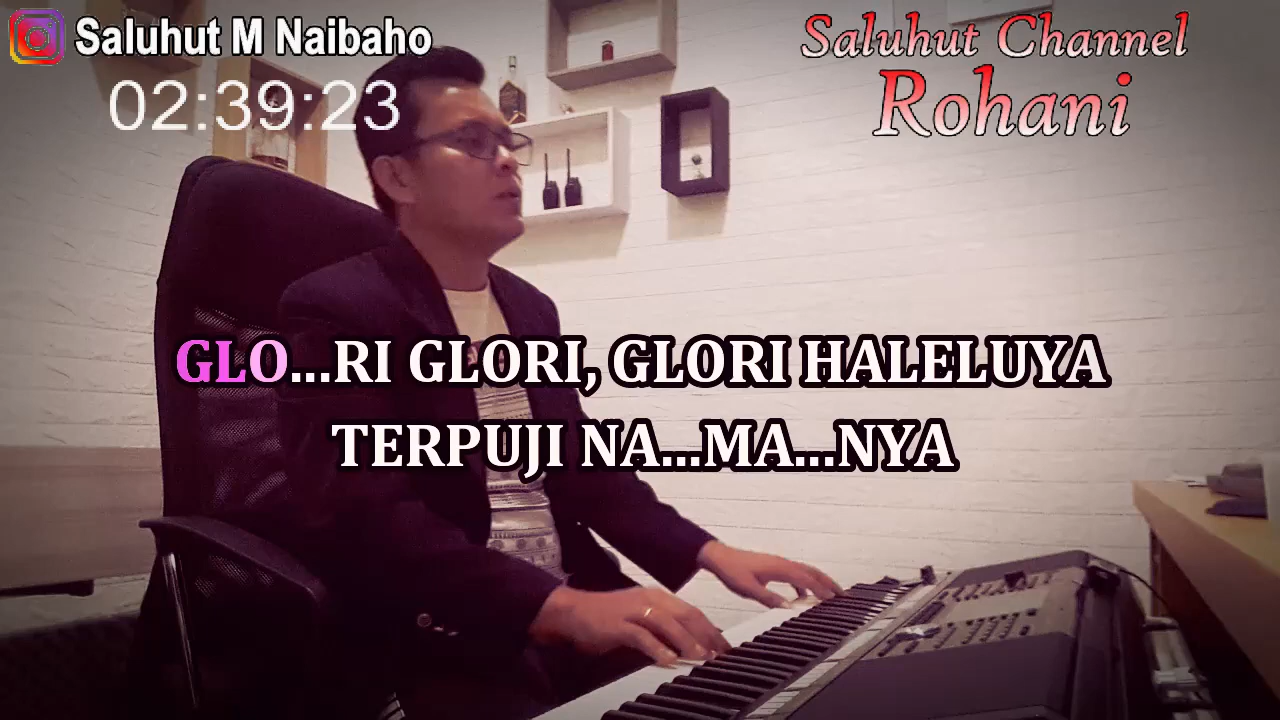 Saluhut M Naibaho
Saluhut Channel
02:39:23
Rohani
GLO...RI GLORI, GLORI HALELUYA
TERPUJI NA...MA...NYA